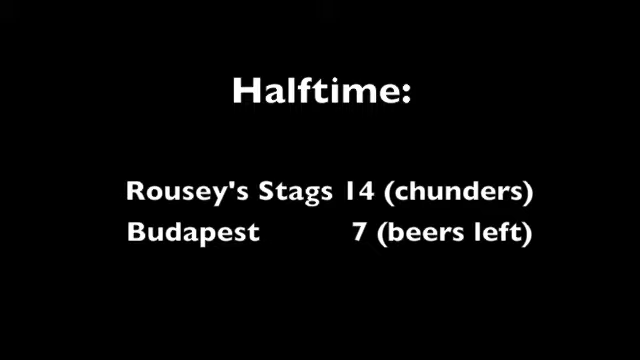 Halftime:
Rousey's Stags 14 (chunders)
Budapest 7 (beers left)